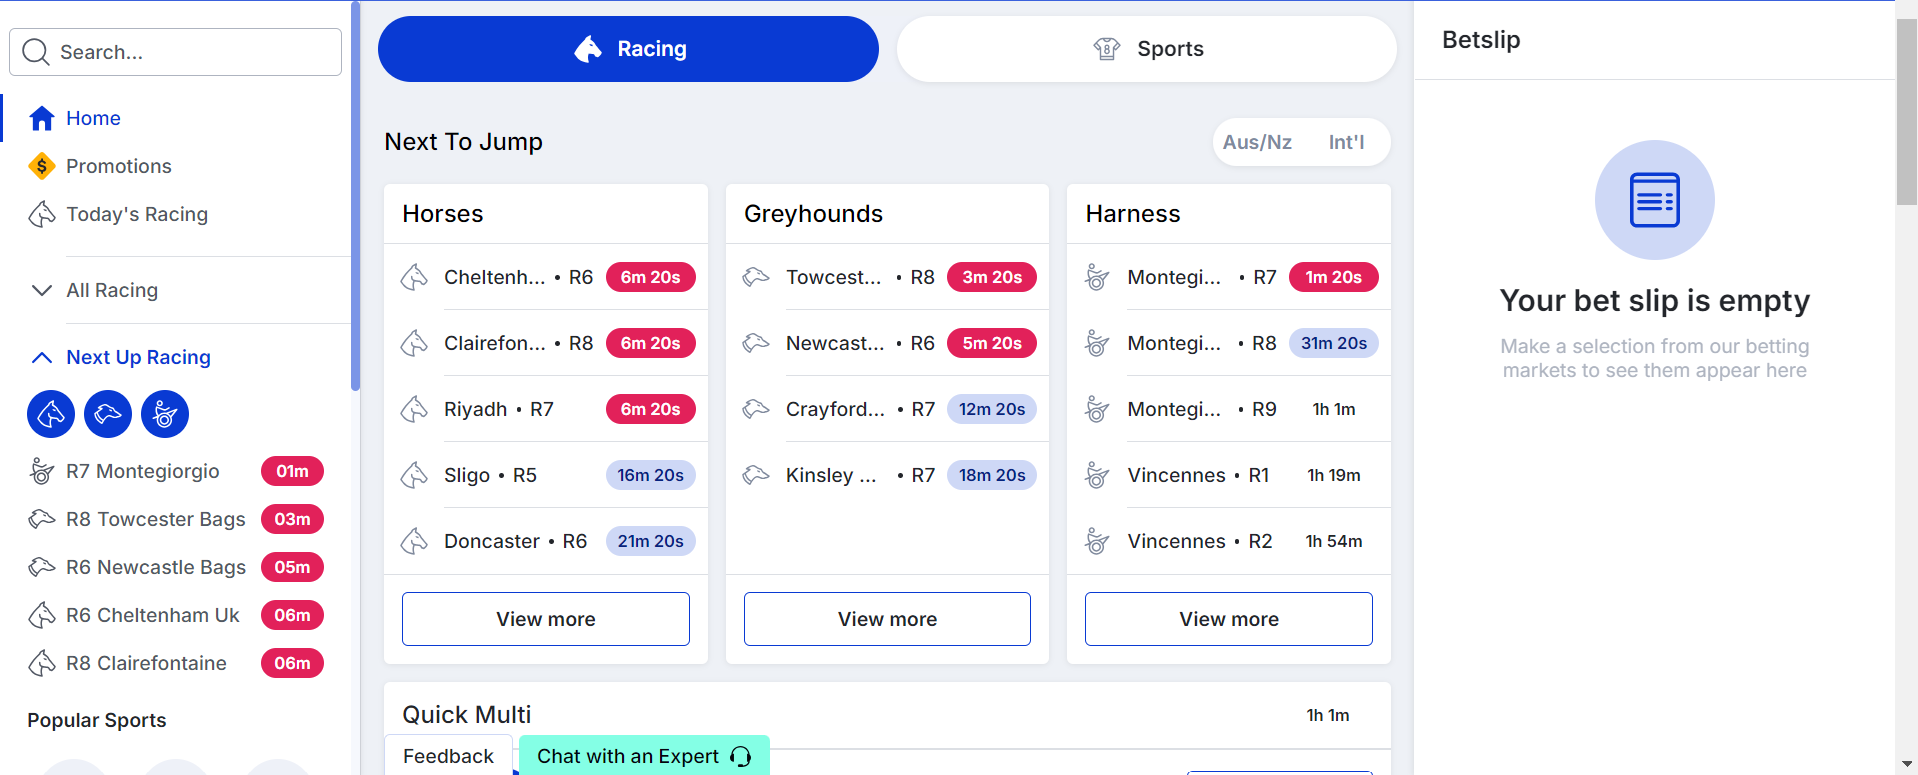 Search...
Home
Promotions
Today's Racing
All Racing
Next Up Racing
R7 Montegiorgio 01m
R8 Towcester Bags 03m
R6 Newcastle Bags 05m
R6 Cheltenham Uk 06m
R8 Clairefontaine 06m
Popular Sports
Racing
Sports
Next To Jump
Aus/Nz Int'l
Horses
Cheltenh... • R6 6m 20s
Clairefon... • R8 6m 20s
Riyadh • R7 6m 20s
Sligo • R5 16m 20s
Doncaster • R6 21m 20s
View more
Greyhounds
Towcest... • R8 3m 20s
Newcast... • R6 5m 20s
Crayford... • R7 12m 20s
Kinsley ... • R7 18m 20s
View more
Harness
Montegi... • R7 1m 20s
Montegi... • R8 31m 20s
Montegi... • R9 1h 1m
Vincennes • R1 1h 19m
Vincennes • R2 1h 54m
View more
Quick Multi 1h 1m
Feedback
Chat with an Expert
Betslip
Your bet slip is empty
Make a selection from our betting
markets to see them appear here